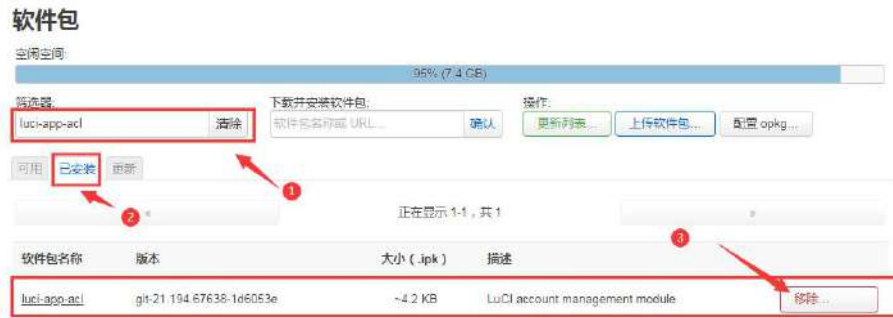 软件包
空闲空间:
95% (7.4 GB)
筛选器:
luci-app-acl
清除
下载并安装软件包:
软件包名称或 URL...
确认
操作:
更新列表...
上传软件包...
配置 opkg...
可用
已安装
更新
1
2
«
正在显示 1-1，共 1
»
3
软件包名称 版本 大小 (.ipk) 描述
luci-app-acl git-21.194.67638-1d6053e ~4.2 KB LuCI account management module 移除...